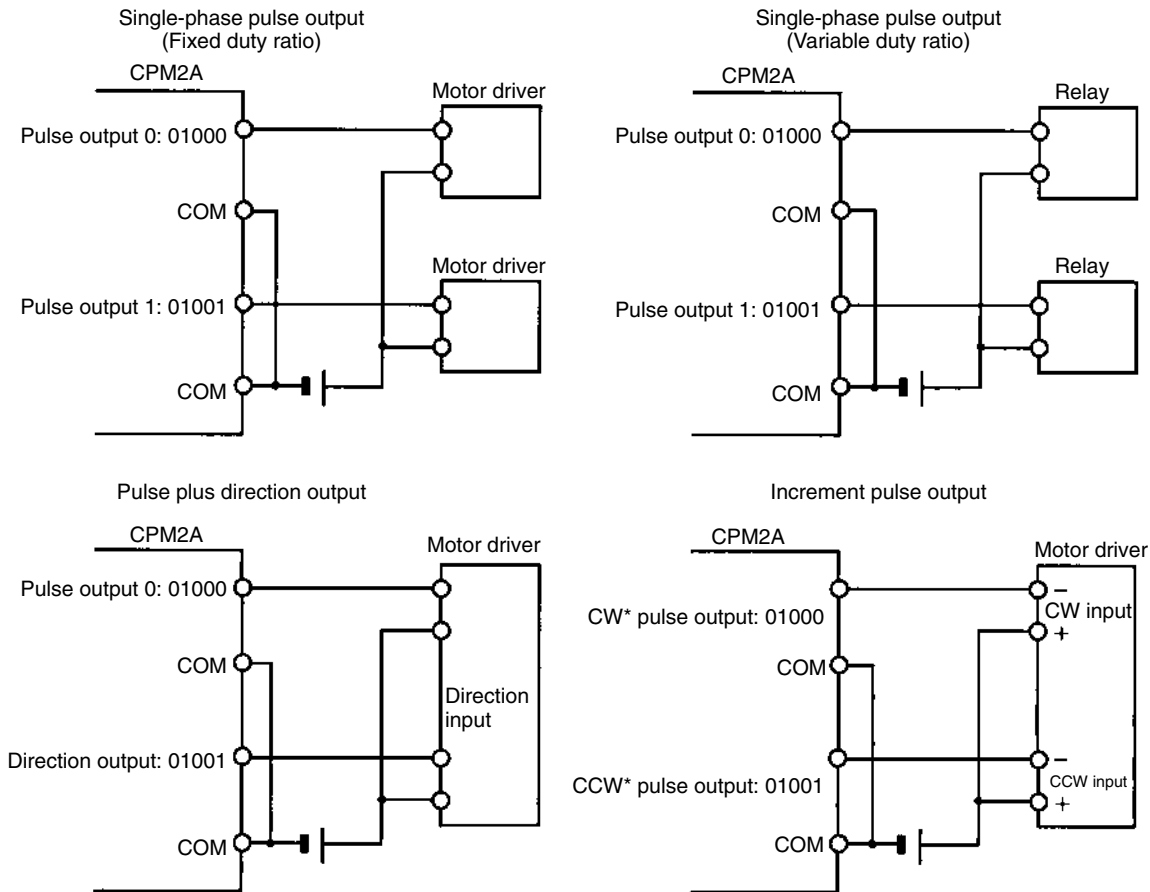 Single-phase pulse output
(Fixed duty ratio)
CPM2A
Motor driver
Pulse output 0: 01000
COM
Motor driver
Pulse output 1: 01001
COM
Single-phase pulse output
(Variable duty ratio)
CPM2A
Relay
Pulse output 0: 01000
COM
Relay
Pulse output 1: 01001
COM
Pulse plus direction output
CPM2A
Motor driver
Pulse output 0: 01000
COM
Direction
input
Direction output: 01001
COM
Increment pulse output
CPM2A
Motor driver
−
CW* pulse output: 01000
CW input
+
COM
−
CCW* pulse output: 01001
CCW input
+
COM